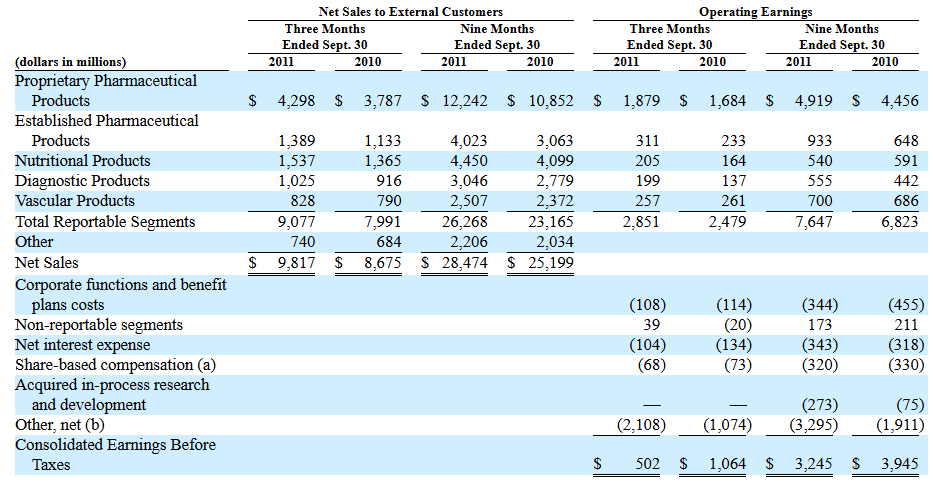 Net Sales to External Customers Operating Earnings
Three Months Nine Months Three Months Nine Months
Ended Sept. 30 Ended Sept. 30 Ended Sept. 30 Ended Sept. 30
(dollars in millions) 2011 2010 2011 2010 2011 2010 2011 2010
Proprietary Pharmaceutical
Products $ 4,298 $ 3,787 $ 12,242 $ 10,852 $ 1,879 $ 1,684 $ 4,919 $ 4,456
Established Pharmaceutical
Products 1,389 1,133 4,023 3,063 311 233 933 648
Nutritional Products 1,537 1,365 4,450 4,099 205 164 540 591
Diagnostic Products 1,025 916 3,046 2,779 199 137 555 442
Vascular Products 828 790 2,507 2,372 257 261 700 686
Total Reportable Segments 9,077 7,991 26,268 23,165 2,851 2,479 7,647 6,823
Other 740 684 2,206 2,034
Net Sales $ 9,817 $ 8,675 $ 28,474 $ 25,199
Corporate functions and benefit
plans costs (108) (114) (344) (455)
Non-reportable segments 39 (20) 173 211
Net interest expense (104) (134) (343) (318)
Share-based compensation (a) (68) (73) (320) (330)
Acquired in-process research
and development — — (273) (75)
Other, net (b) (2,108) (1,074) (3,295) (1,911)
Consolidated Earnings Before
Taxes $ 502 $ 1,064 $ 3,245 $ 3,945